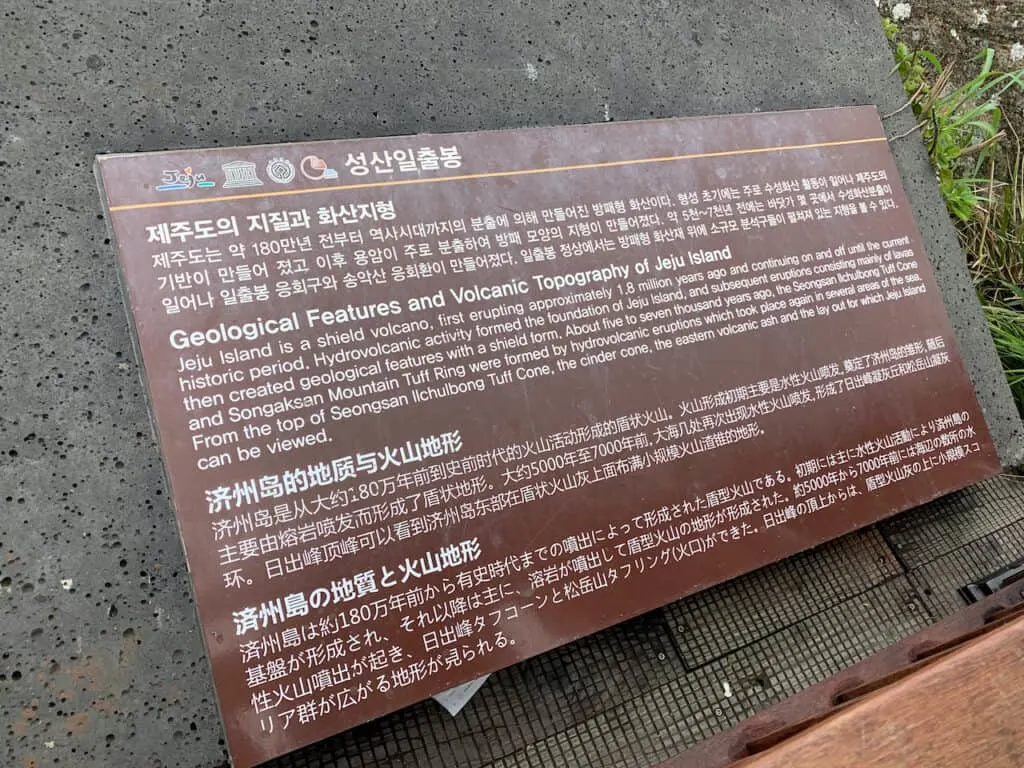 Jeju
성산일출봉
제주도의 지질과 화산지형
제주도는 약 180만년 전부터 역사시대까지의 분출에 의해 만들어진 방패형 화산이다. 형성 초기에는 주로 수성화산 활동이 일어나 제주도의
기반이 만들어 졌고 이후 용암이 주로 분출하여 방패 모양의 지형이 만들어졌다. 약 5천~7천년 전에는 바닷가 몇 곳에서 수성화산분출이
일어나 일출봉 응회구와 송악산 응회환이 만들어졌다. 일출봉 정상에서는 방패형 화산재 위에 소규모 분석구들이 펼쳐져 있는 지형을 볼 수 있다.
Geological Features and Volcanic Topography of Jeju Island
Jeju Island is a shield volcano, first erupting approximately 1.8 million years ago and continuing on and off until the current
historic period. Hydrovolcanic activity formed the foundation of Jeju Island, and subsequent eruptions consisting mainly of lavas
then created geological features with a shield form. About five to seven thousand years ago, the Seongsan Ilchulbong Tuff Cone
and Songaksan Mountain Tuff Ring were formed by hydrovolcanic eruptions which took place again in several areas of the sea.
From the top of Seongsan Ilchulbong Tuff Cone, the cinder cone, the eastern volcanic ash and the lay out for which Jeju Island
can be viewed.
济州岛的地质与火山地形
济州岛是从大约180万年前到史前时代的火山活动形成的盾状火山。火山形成初期主要是水性火山喷发，奠定了济州岛的雏形，随后
主要由熔岩喷发而形成了盾状地形。大约5000年至7000年前，大海几处再次出现水性火山喷发，形成了日出峰凝灰丘和松岳山凝灰
环。日出峰顶峰可以看到济州岛东部在盾状火山灰上面布满小规模火山渣锥的地形。
済州島の地質と火山地形
済州島は約180万年前から有史時代までの噴出によって形成された盾型火山である。初期には主に水性火山活動により済州島の
基盤が形成され、それ以降は主に、溶岩が噴出して盾型火山の地形が形成された。約5000年から7000年前には海辺の数所の水
性火山噴出が起き、日出峰タフコーンと松岳山タフリング(火口)ができた。日出峰の頂上からは、盾型火山灰の上に小規模スコ
リア群が広がる地形が見られる。